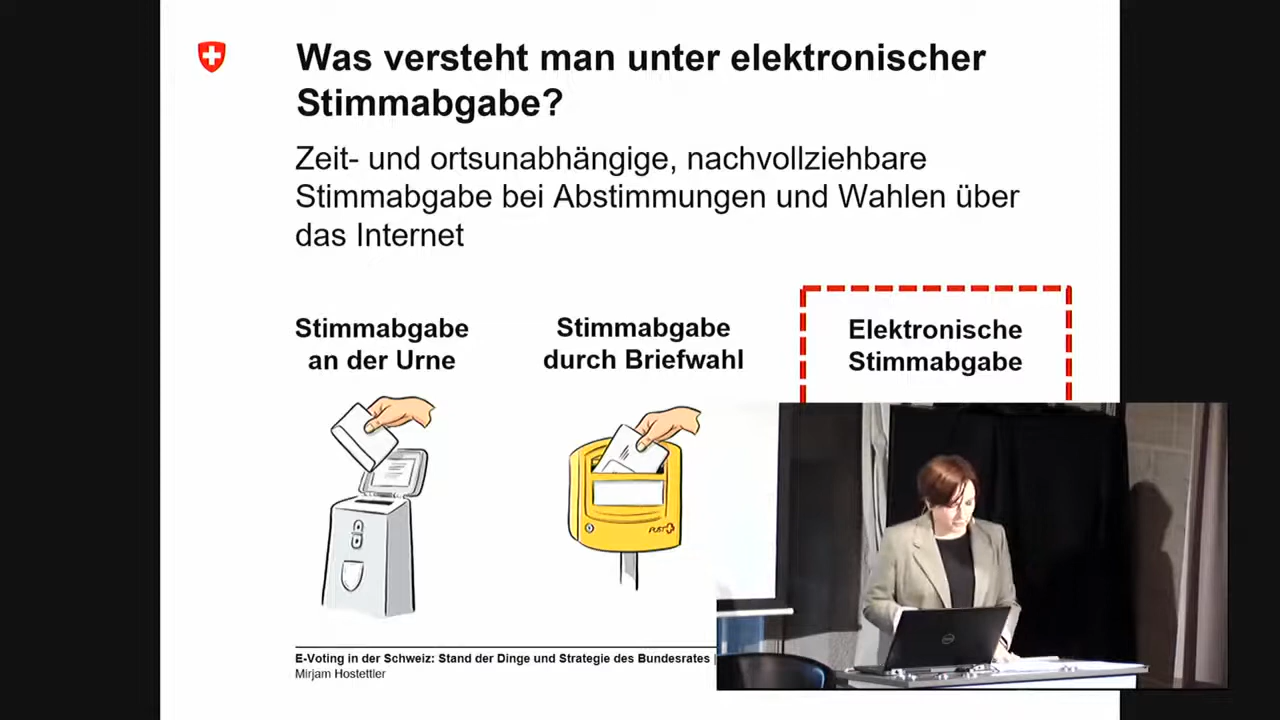 Was versteht man unter elektronischer
Stimmabgabe?
Zeit- und ortsunabhängige, nachvollziehbare
Stimmabgabe bei Abstimmungen und Wahlen über
das Internet
Stimmabgabe
an der Urne
Stimmabgabe
durch Briefwahl
Elektronische
Stimmabgabe
POST
DELL
E-Voting in der Schweiz: Stand der Dinge und Strategie des Bundesrates |
Mirjam Hostettler